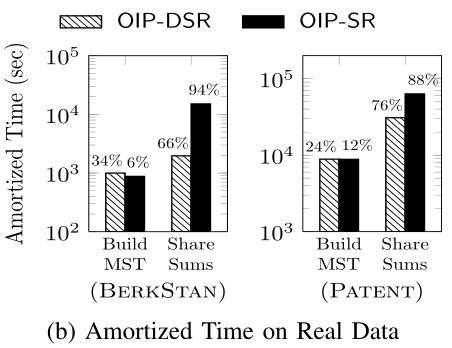 OIP-DSR OIP-SR
Amortized Time (sec)
10^5
10^4
10^3
10^2
34% 6% 66% 94%
Build MST
Share Sums
(BERKSTAN)
10^5
10^4
10^3
24% 12% 76% 88%
Build MST
Share Sums
(PATENT)
(b) Amortized Time on Real Data